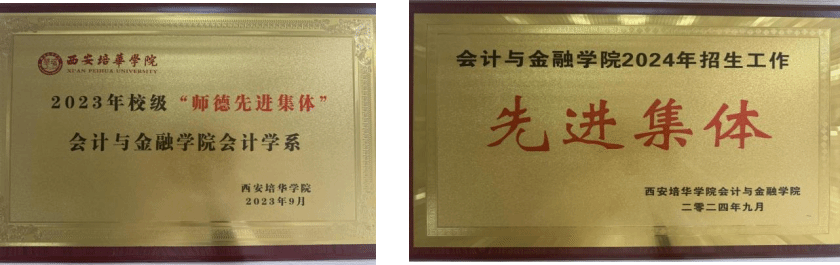 西安培華学院
XI'AN PEIHUA UNIVERSITY
2023年校级“师德先进集体”
会计与金融学院会计学系
西安培华学院
2023年9月
会计与金融学院2024年招生工作
先进集体
西安培华学院会计与金融学院
二零二四年九月